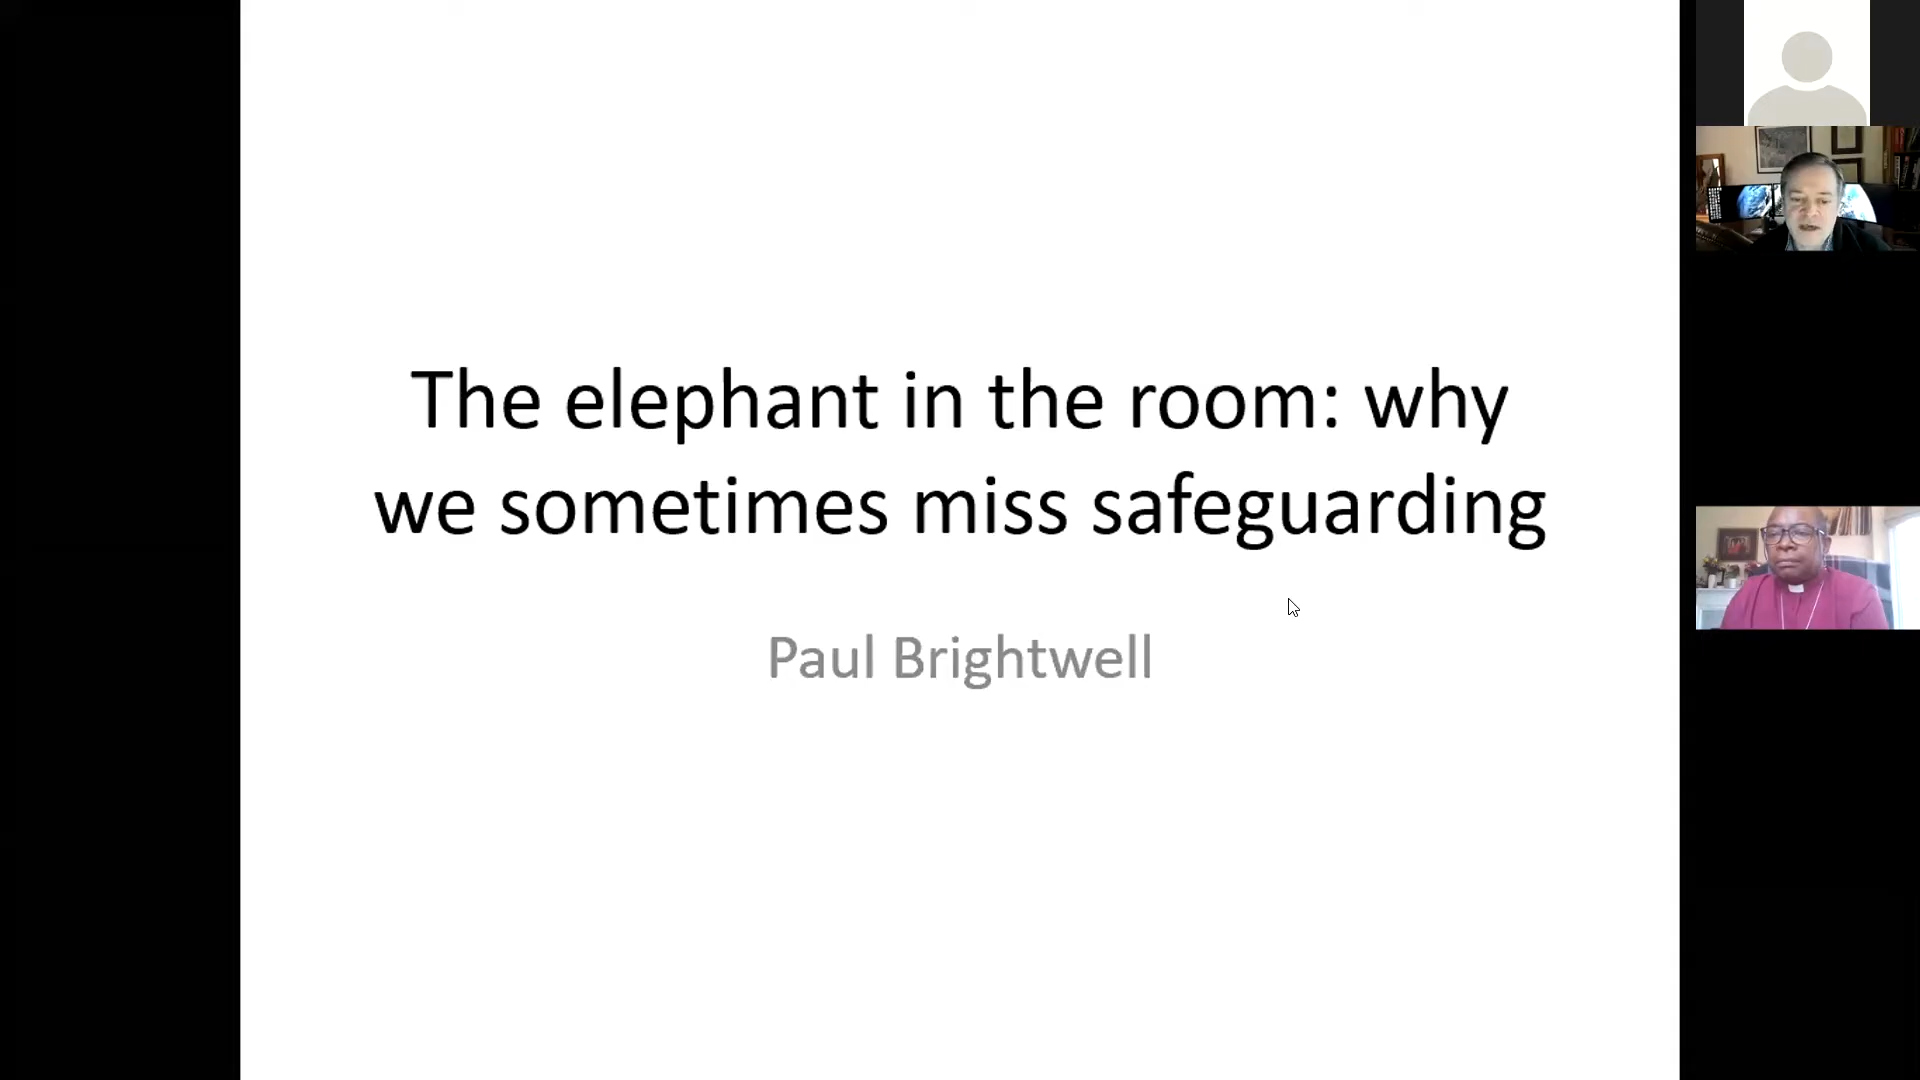 The elephant in the room: why
we sometimes miss safeguarding
Paul Brightwell